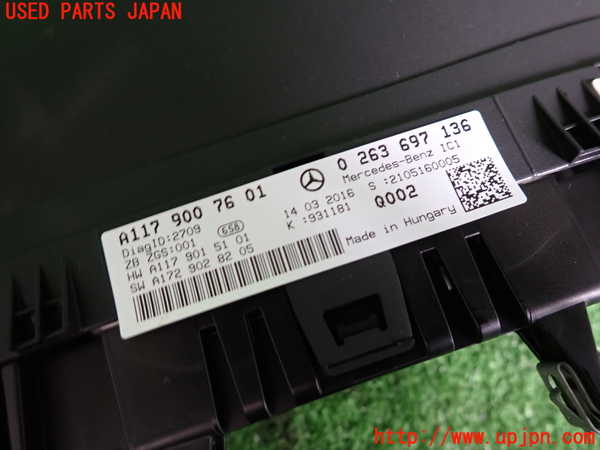 USED PARTS JAPAN
A117 900 76 01
0 263 697 136
DiagID:2709
GSB
Mercedes-Benz IC1
ZB ZGS:001
14 03 2016
S :2105160005
HW A117 901 51 01
K :931181
Q002
SW A172 902 82 05
Made in Hungary
http://www.upjpn.com/